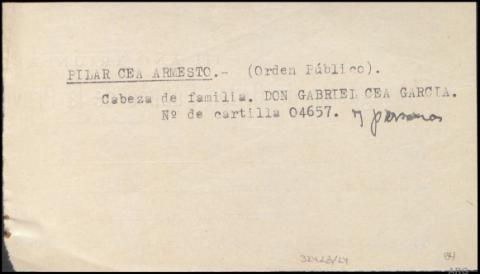 PILAR CEA ARMESTO.- (Orden Público).
Cabeza de familia. DON GABRIEL CEA GARCIA.
Nº de cartilla 04657. 7 personas